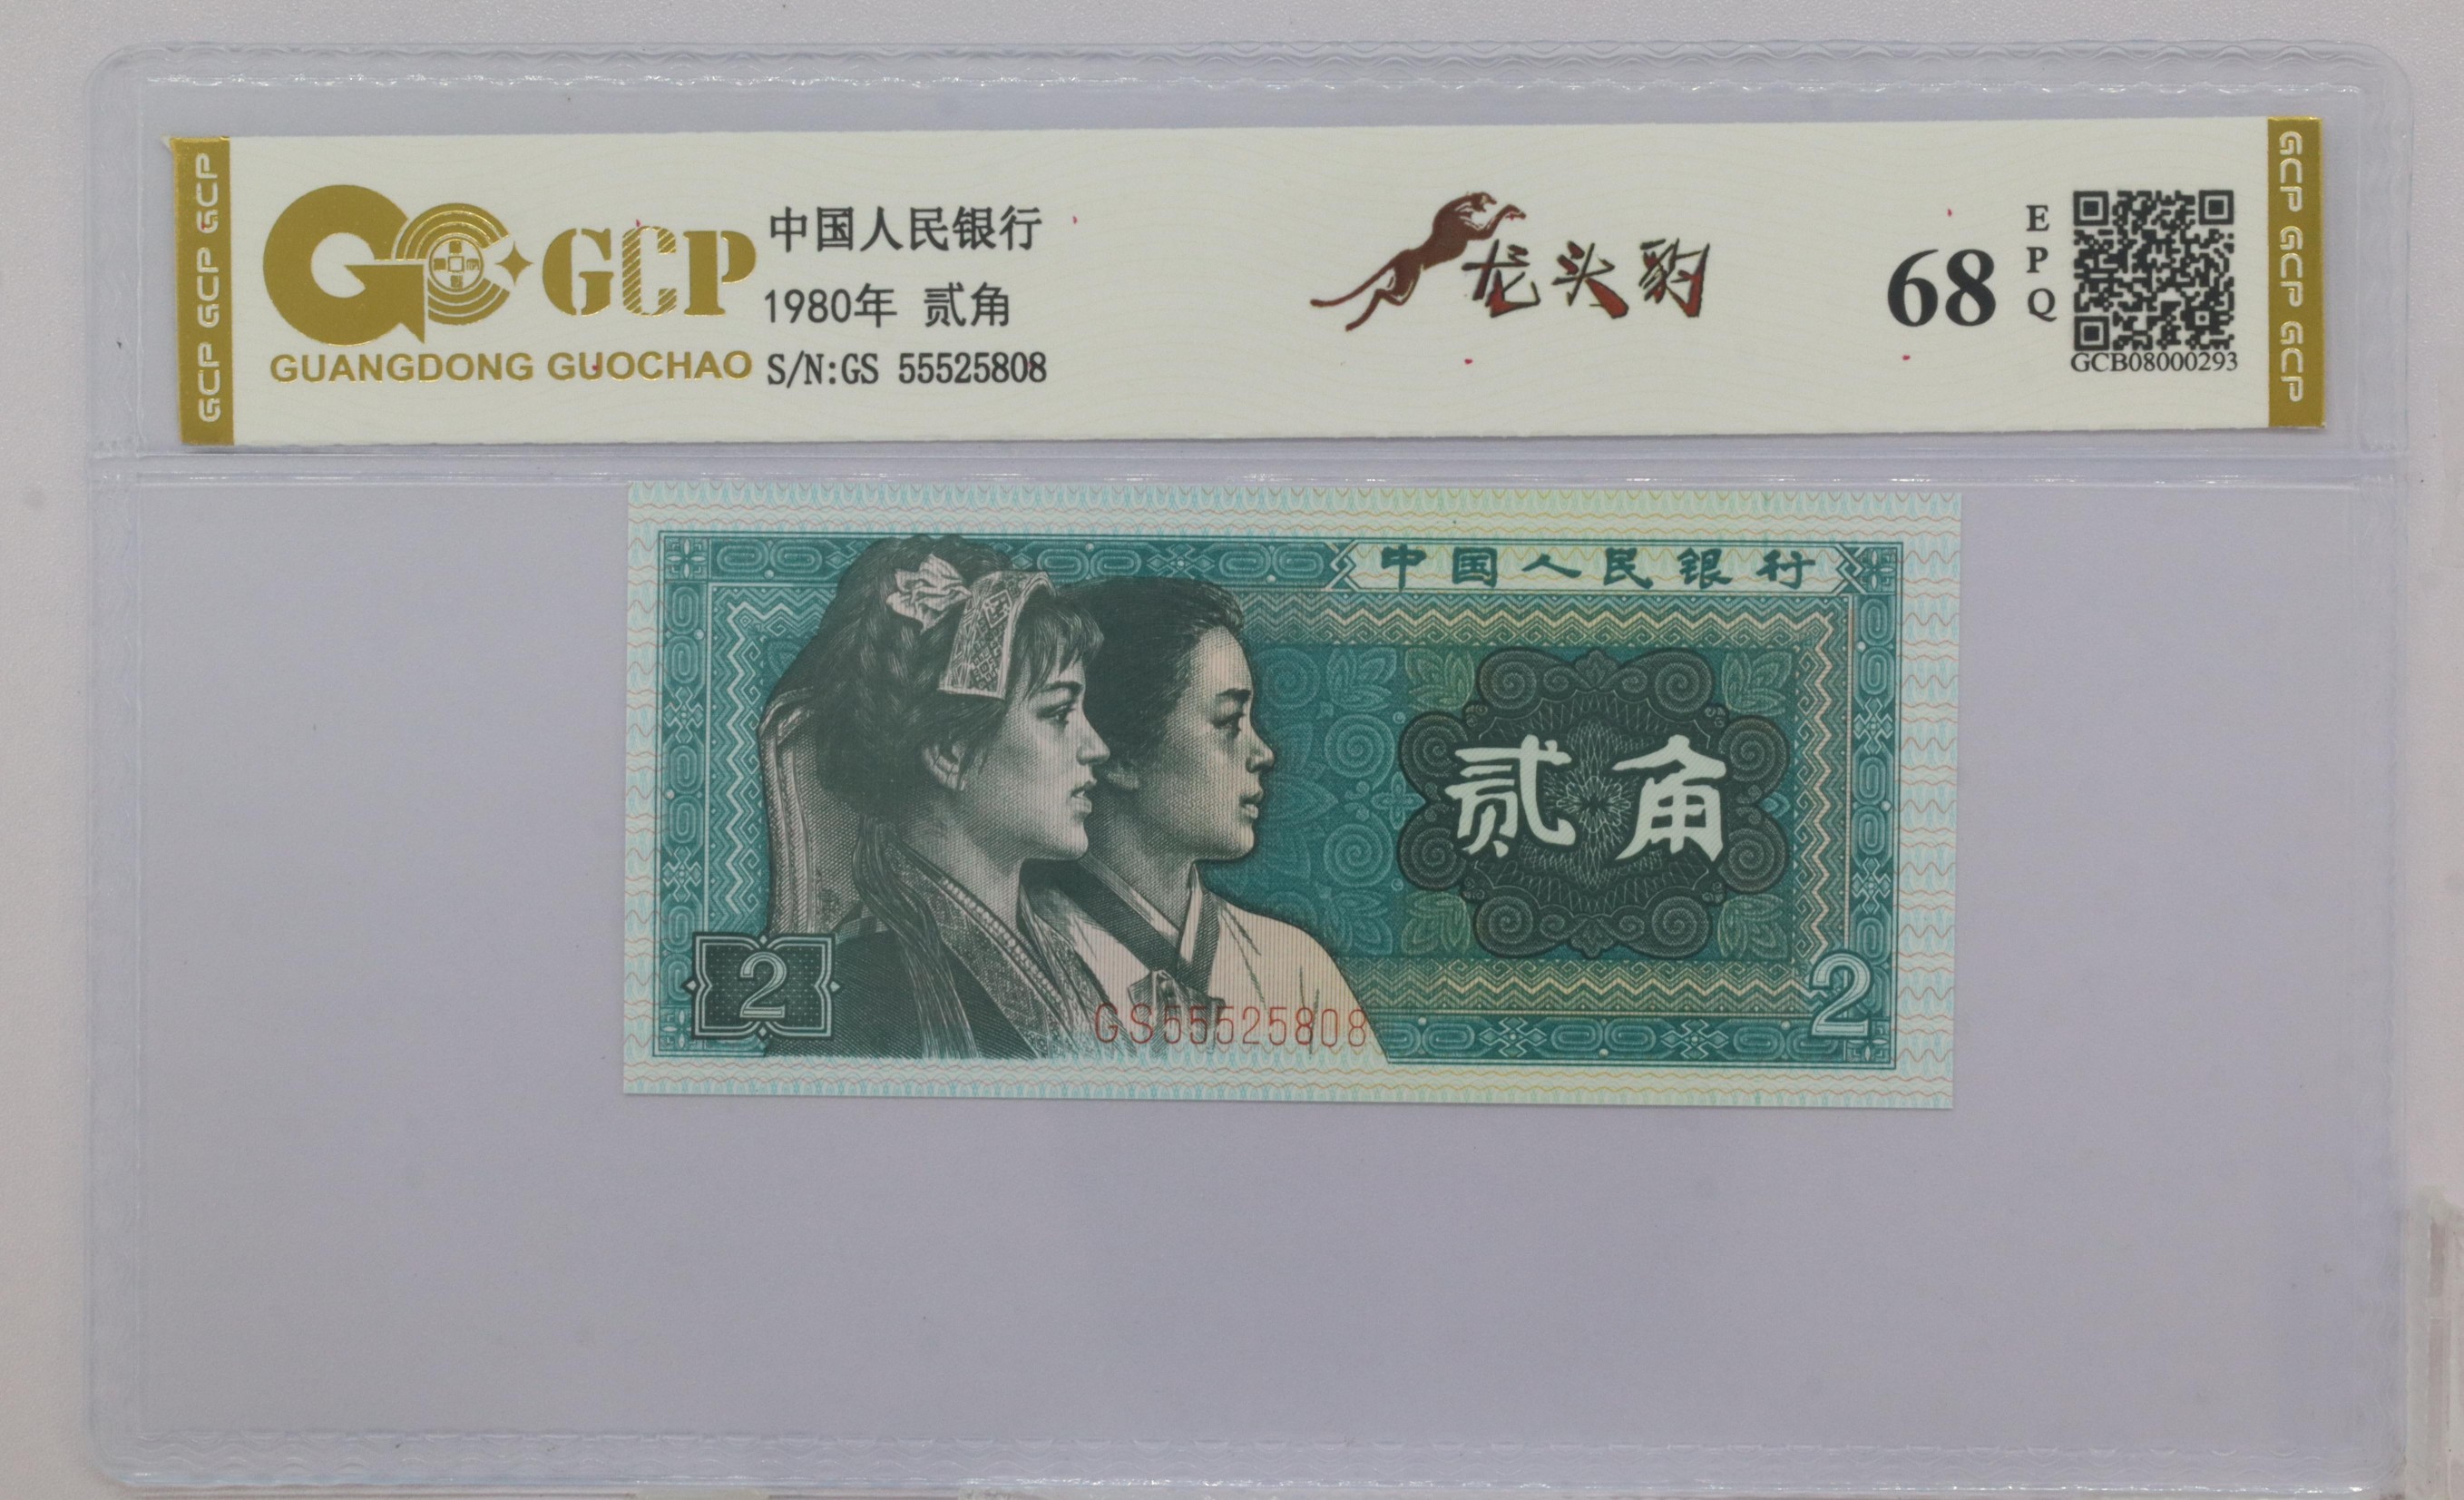 GCP GCP GCP
GCP
GUANGDONG GUOCHAO
中国人民银行
1980年 贰角
S/N:GS 55525808
龙头豹
68
EPQ
GCB08000293
GCP GCP GCP
中国人民银行
贰角
2
GS55525808
2